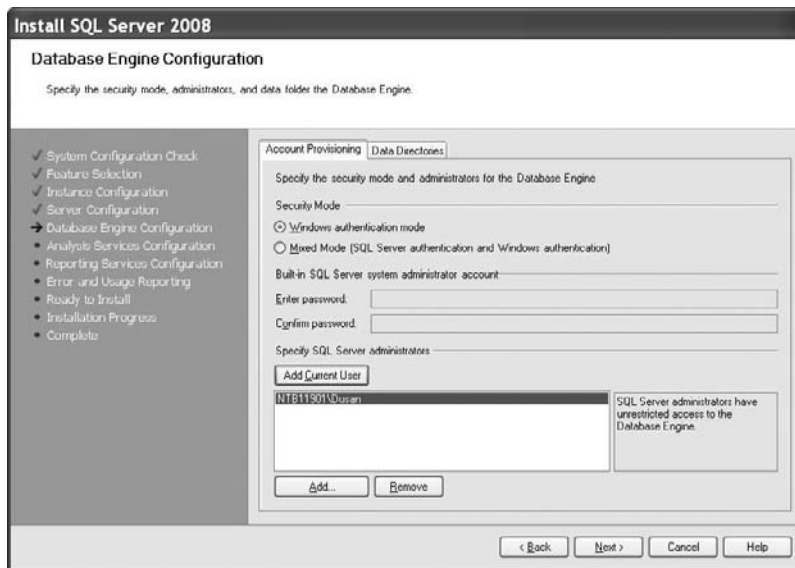 Install SQL Server 2008
Database Engine Configuration
Specify the security mode, administrators, and data folder the Database Engine.
System Configuration Check
Feature Selection
Instance Configuration
Server Configuration
Database Engine Configuration
Analysis Services Configuration
Reporting Services Configuration
Error and Usage Reporting
Ready to Install
Installation Progress
Complete
Account Provisioning
Data Directories
Specify the security mode and administrators for the Database Engine
Security Mode
Windows authentication mode
Mixed Mode (SQL Server authentication and Windows authentication)
Built-in SQL Server system administrator account
Enter password:
Confirm password:
Specify SQL Server administrators
Add Current User
NTB11901\Dusan
SQL Server administrators have
unrestricted access to the
Database Engine.
Add...
Remove
< Back
Next >
Cancel
Help